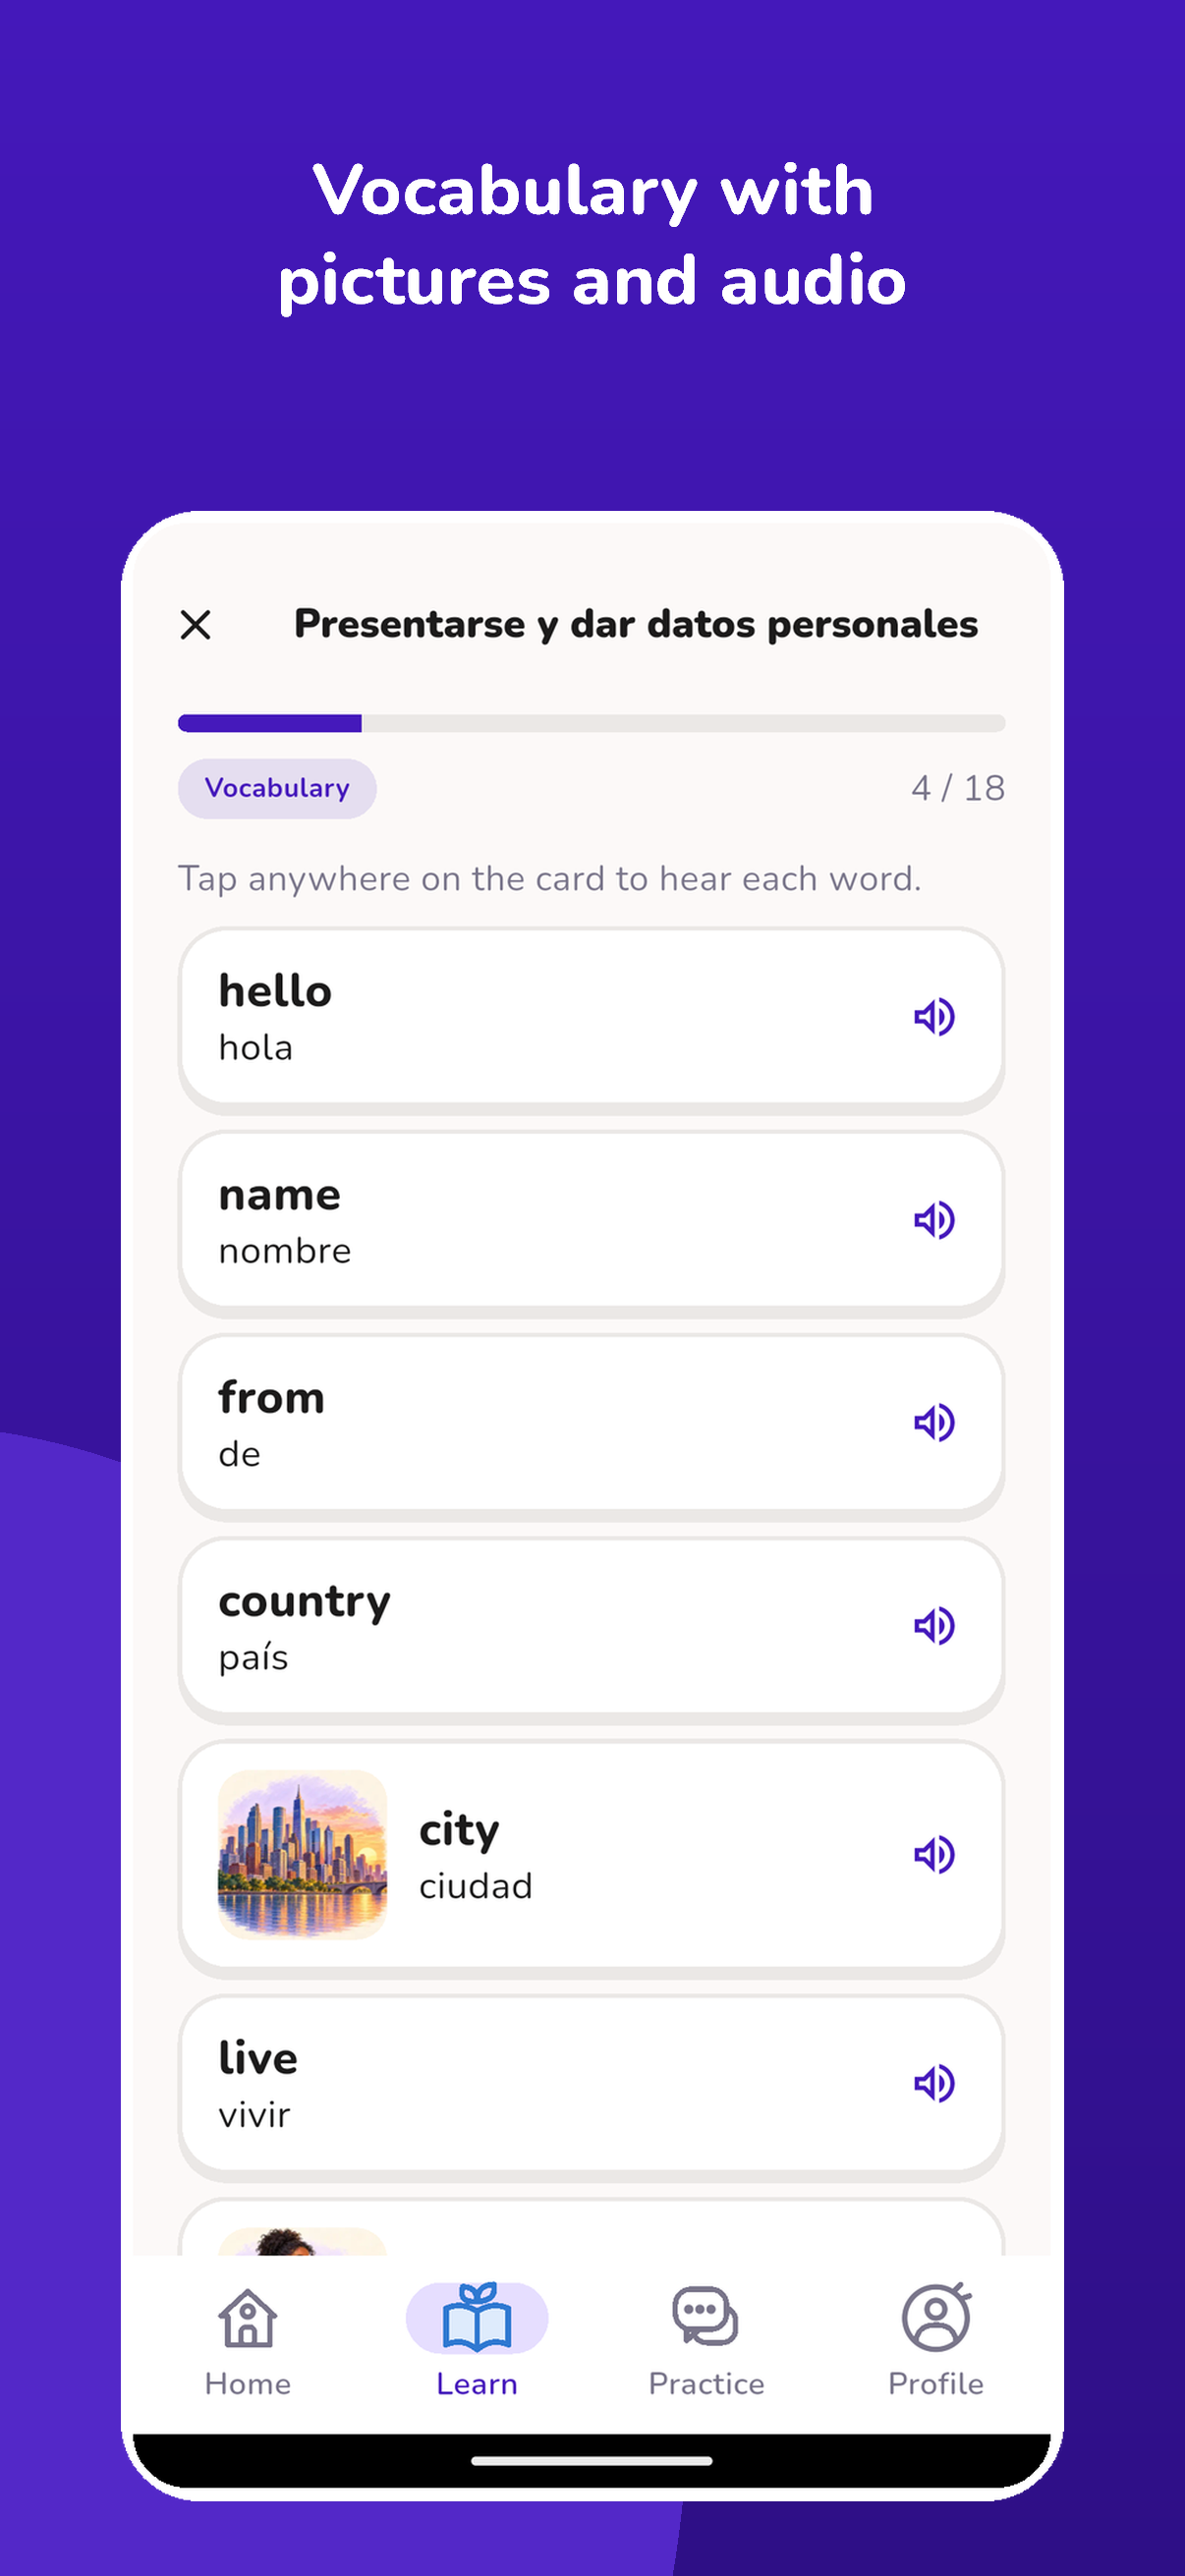 Vocabulary with
pictures and audio
Presentarse y dar datos personales
Vocabulary
4 / 18
Tap anywhere on the card to hear each word.
hello
hola
name
nombre
from
de
country
país
city
ciudad
live
vivir
Home
Learn
Practice
Profile